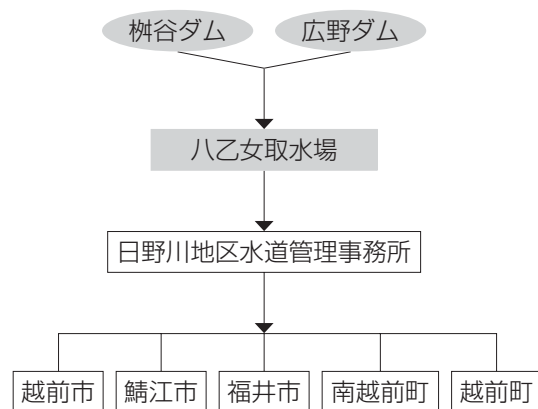 桝谷ダム
広野ダム
八乙女取水場
日野川地区水道管理事務所
越前市
鯖江市
福井市
南越前町
越前町